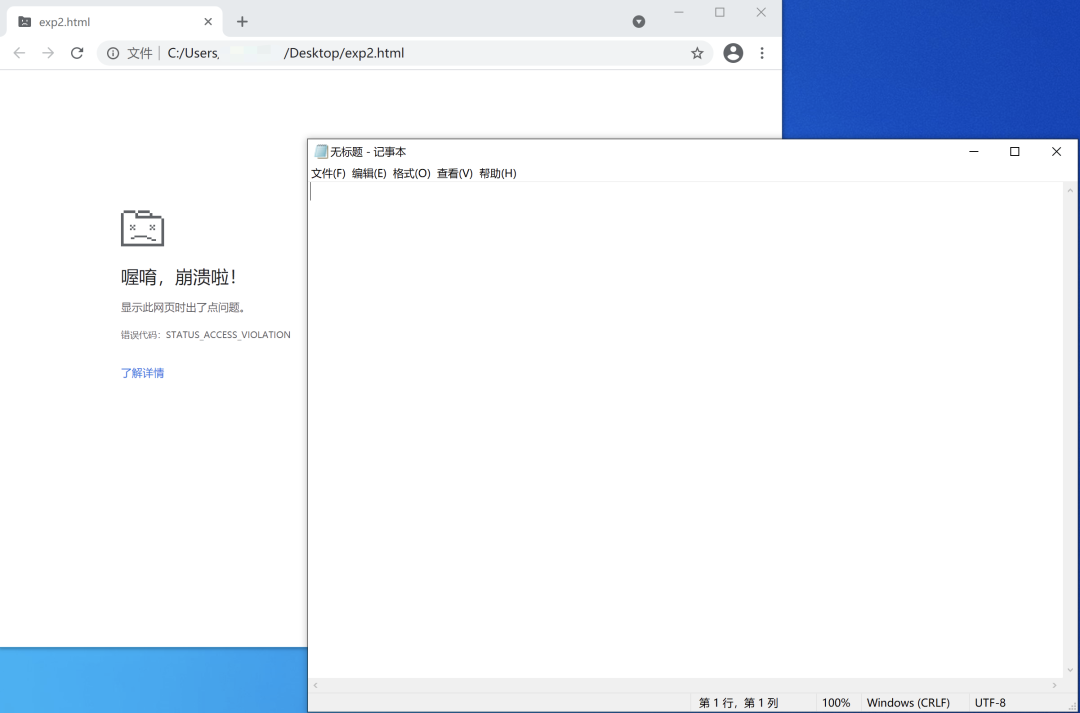 exp2.html
文件 | C:/Users, /Desktop/exp2.html
无标题 - 记事本
文件(F) 编辑(E) 格式(O) 查看(V) 帮助(H)
喔唷，崩溃啦！
显示此网页时出了点问题。
错误代码：STATUS_ACCESS_VIOLATION
了解详情
第 1 行，第 1 列 100% Windows (CRLF) UTF-8